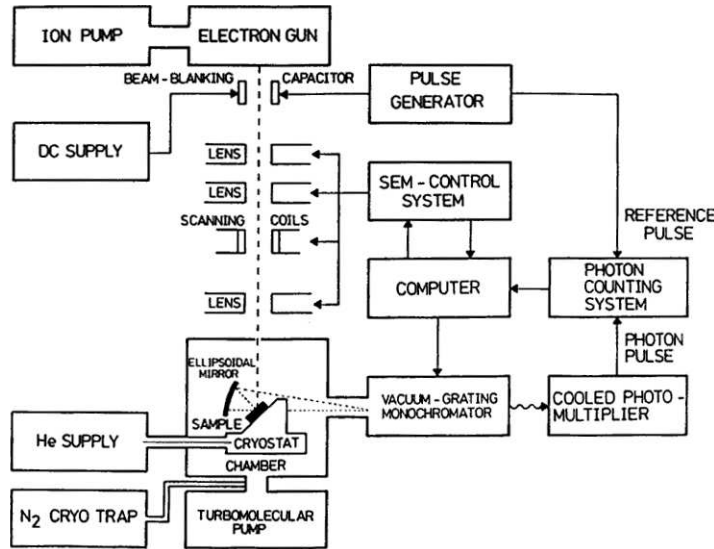 ION PUMP
ELECTRON GUN
BEAM-BLANKING
CAPACITOR
PULSE
GENERATOR
DC SUPPLY
LENS
LENS
SEM-CONTROL
SYSTEM
SCANNING
COILS
REFERENCE
PULSE
COMPUTER
PHOTON
COUNTING
SYSTEM
LENS
PHOTON
PULSE
ELLIPSOIDAL
MIRROR
VACUUM-GRATING
MONOCHROMATOR
COOLED PHOTO-
MULTIPLIER
SAMPLE
He SUPPLY
CRYOSTAT
CHAMBER
N2 CRYO TRAP
TURBOMOLECULAR
PUMP